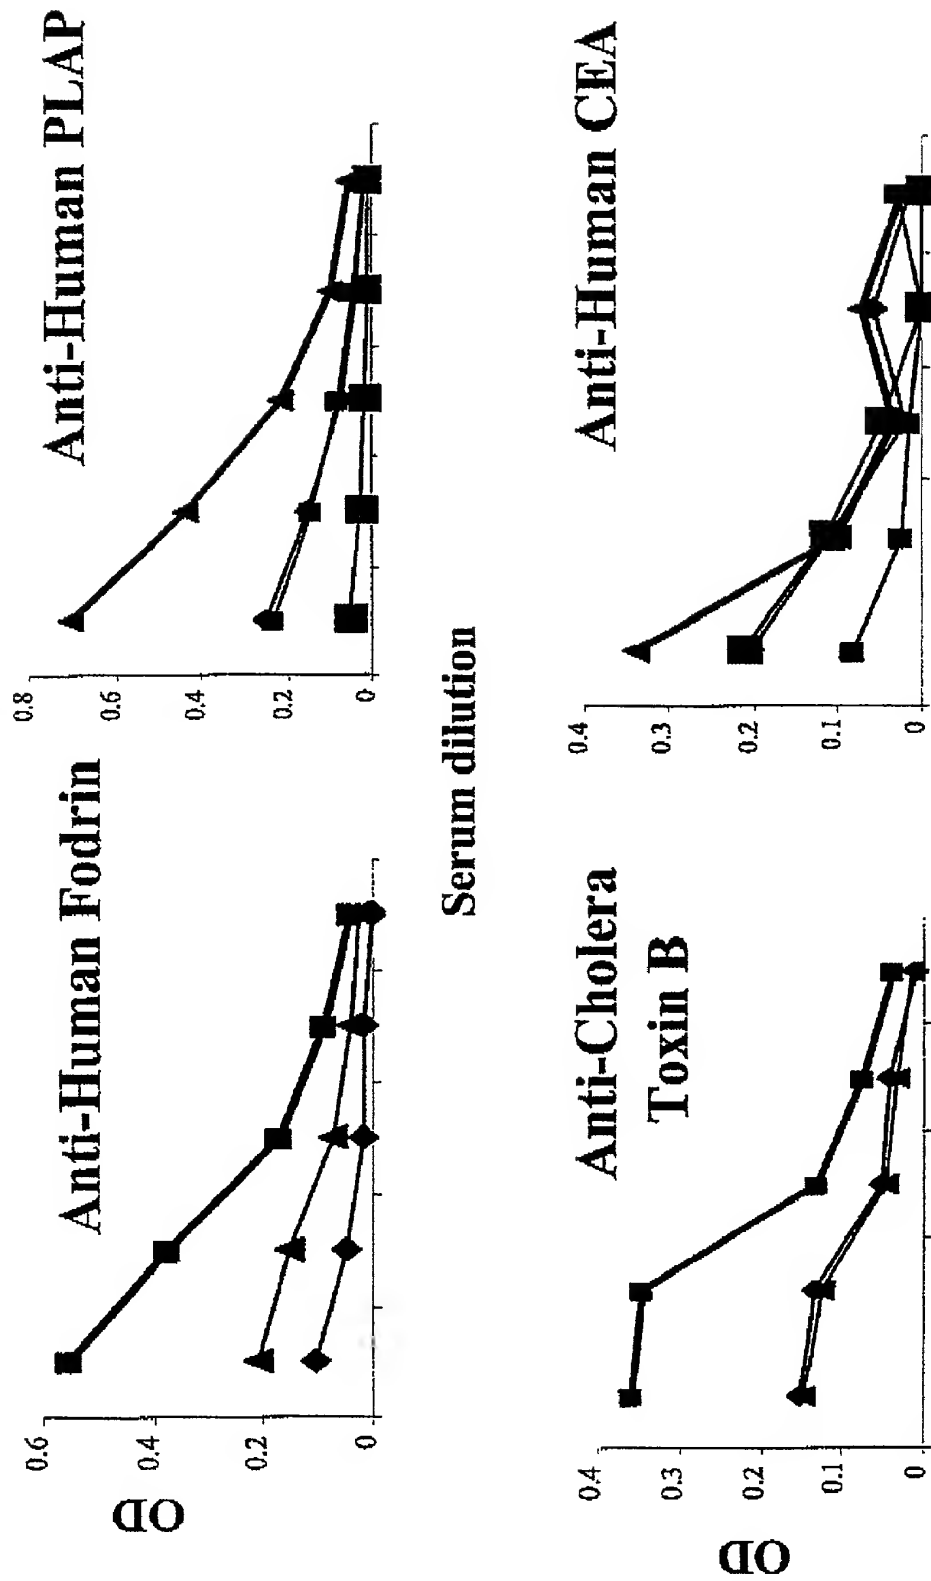 Anti-Human Fodrin
0.6
0.4
0.2
0
OD
Anti-Human PLAP
0.8
0.6
0.4
0.2
0
Serum dilution
Anti-Cholera
Toxin B
0.4
0.3
0.2
0.1
0
OD
Anti-Human CEA
0.4
0.3
0.2
0.1
0